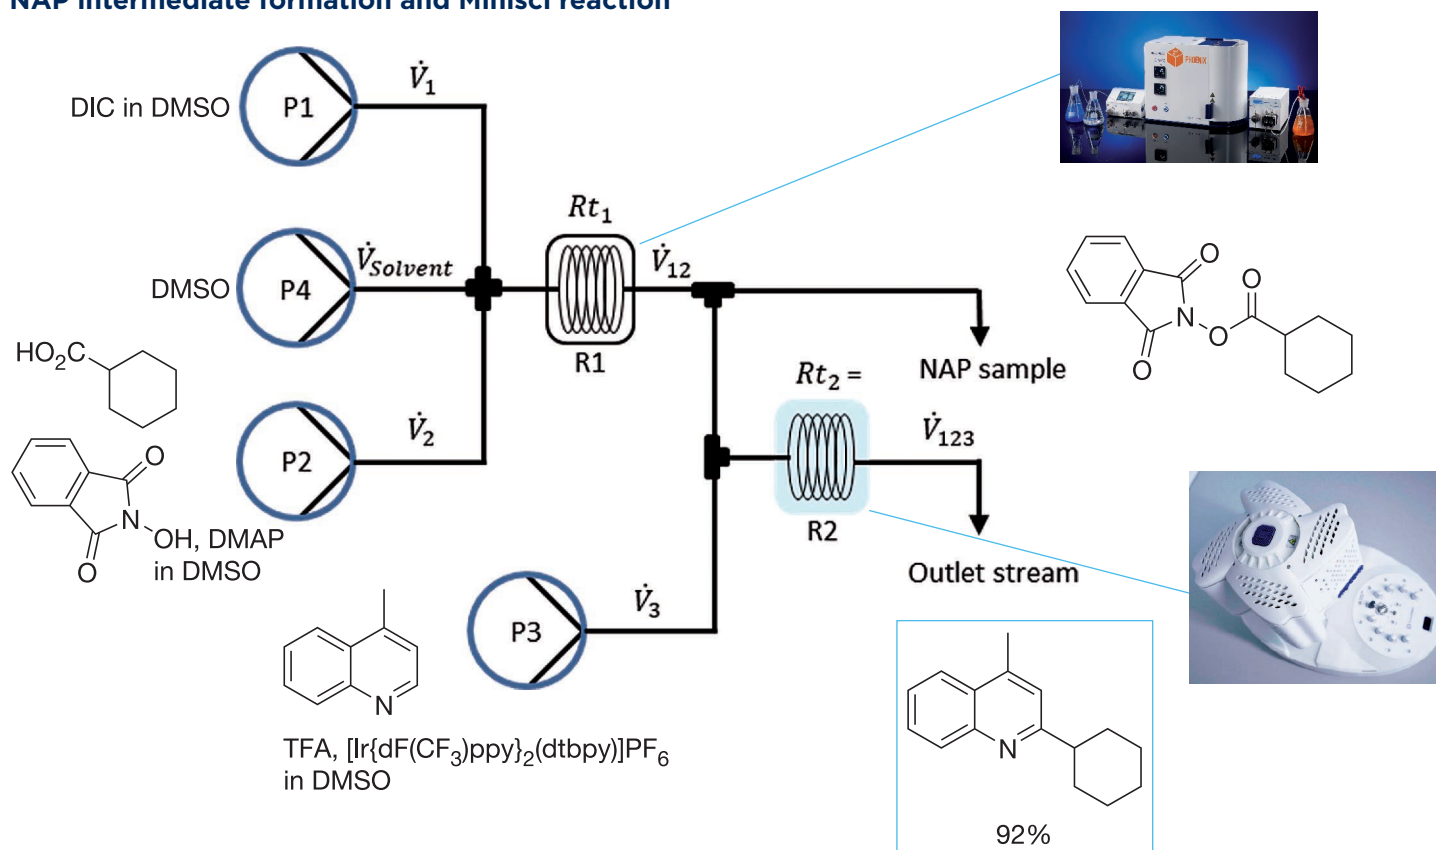 NAP intermediate formation and Minisci reaction
DIC in DMSO
P1
V̇₁
PHOENIX
DMSO
P4
V̇Solvent
Rt₁
R1
V̇₁₂
NAP sample
O
O
N
O
O
HO₂C
P2
V̇₂
O
N
OH, DMAP
O
in DMSO
Rt₂ =
R2
V̇₁₂₃
Outlet stream
P3
V̇₃
N
TFA, [Ir{dF(CF₃)ppy}₂(dtbpy)]PF₆
in DMSO
N
92%